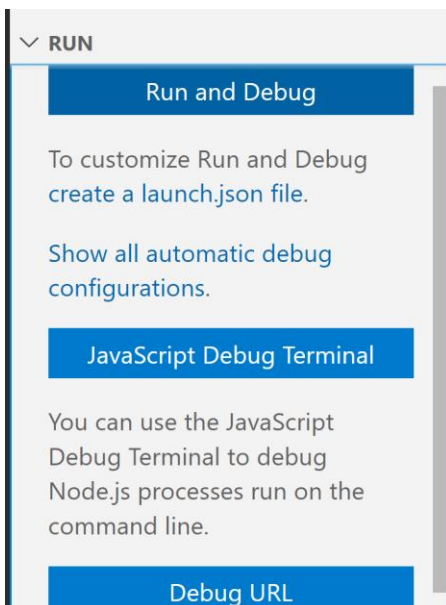 RUN
Run and Debug
To customize Run and Debug
create a launch.json file.
Show all automatic debug
configurations.
JavaScript Debug Terminal
You can use the JavaScript
Debug Terminal to debug
Node.js processes run on the
command line.
Debug URL